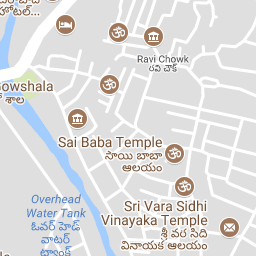 హోటల్...
Ravi Chowk
రవి చౌక్
Gowshala
శాల
Sai Baba Temple
సాయి బాబా
ఆలయం
Overhead
Water Tank
ఓవర్ హెడ్
వాటర్
ట్యాంక్
Sri Vara Sidhi
Vinayaka Temple
శ్రీ వర సిది
వినాయక ఆలయం